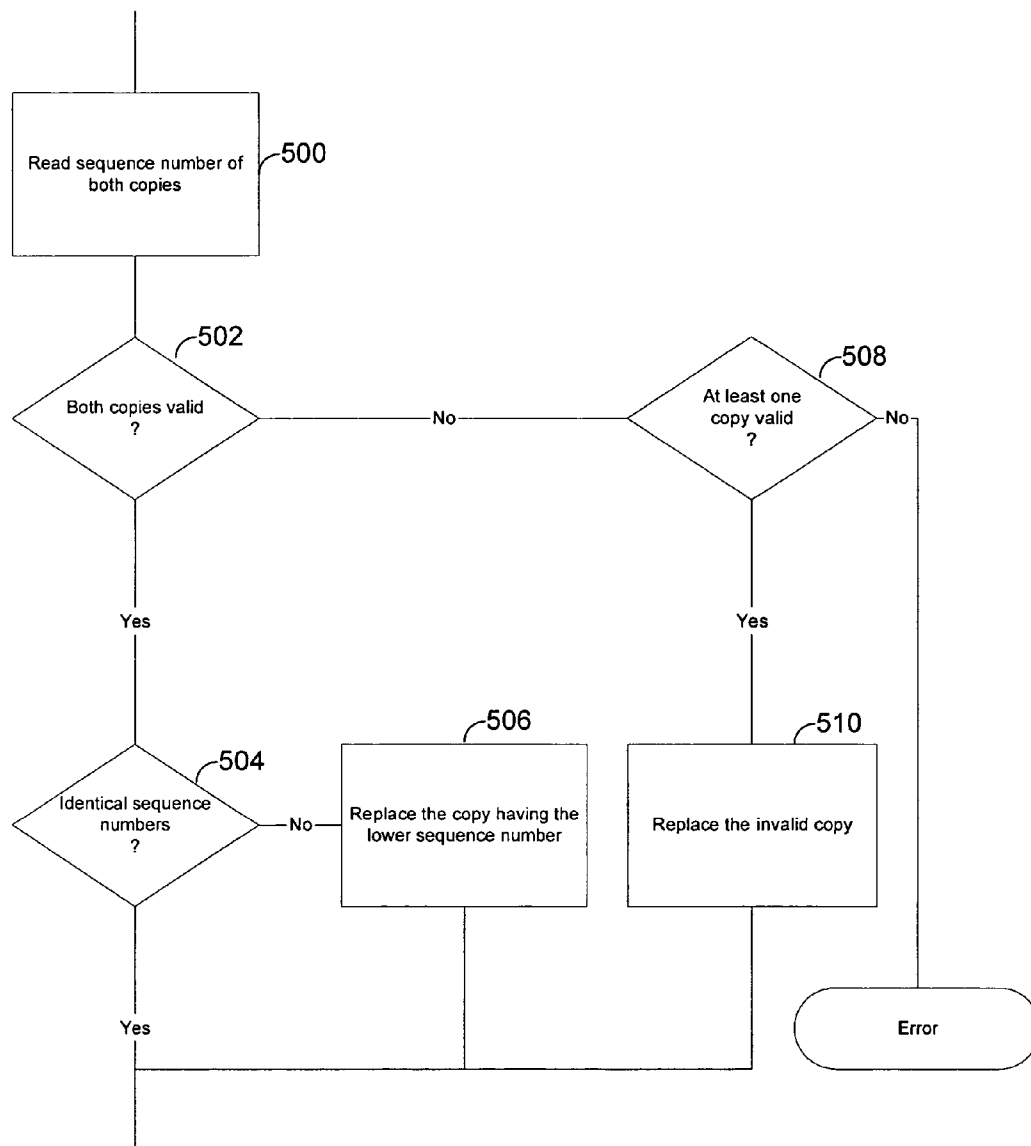 Read sequence number of
both copies
500
502
Both copies valid
?
No
508
At least one
copy valid
?
No
Yes
Yes
504
Identical sequence
numbers
?
No
506
Replace the copy having the
lower sequence number
510
Replace the invalid copy
Yes
Error